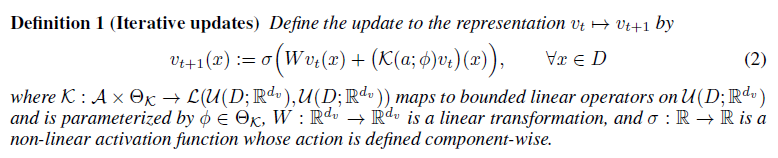 Definition 1 (Iterative updates) Define the update to the representation v_t ↦ v_{t+1} by
v_{t+1}(x) := σ(Wv_t(x) + (𝒦(a;ϕ)v_t)(x)), ∀x ∈ D (2)
where 𝒦 : 𝒜 × Θ_𝒦 → ℒ(𝒰(D; ℝ^{d_v}), 𝒰(D; ℝ^{d_v})) maps to bounded linear operators on 𝒰(D; ℝ^{d_v})
and is parameterized by ϕ ∈ Θ_𝒦, W : ℝ^{d_v} → ℝ^{d_v} is a linear transformation, and σ : ℝ → ℝ is a
non-linear activation function whose action is defined component-wise.